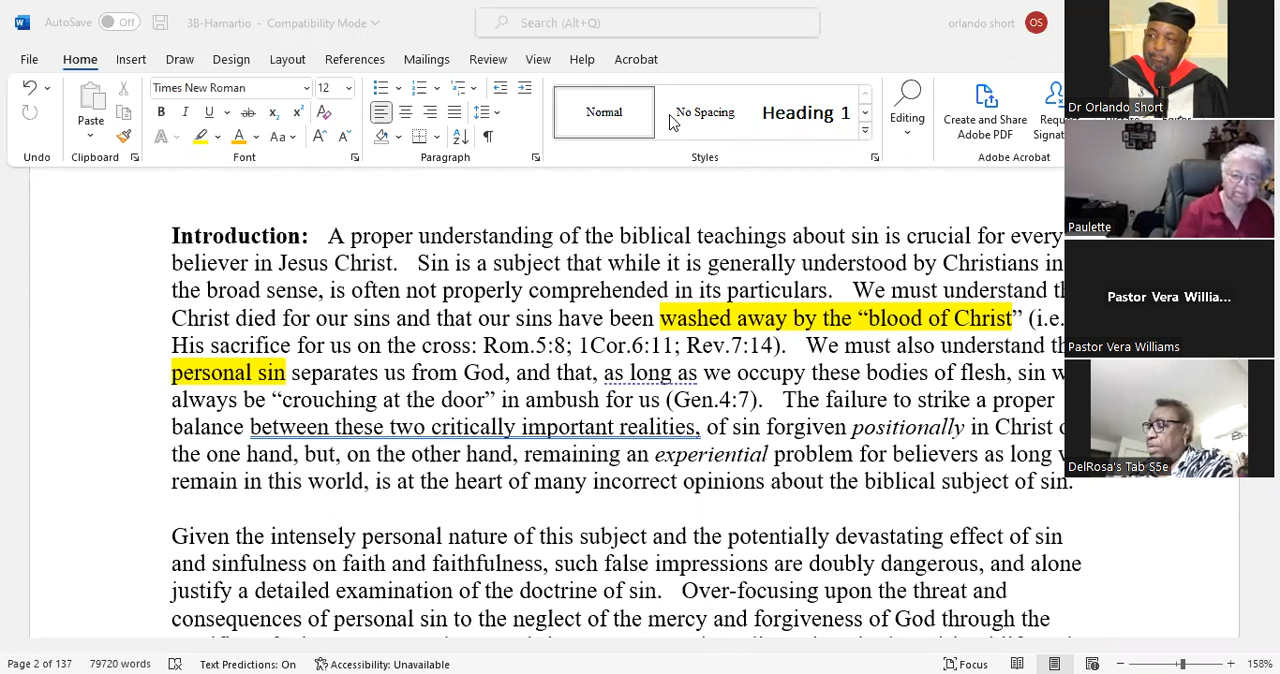 AutoSave Off 3B-Hamartio - Compatibility Mode Search (Alt+Q) orlando short OS
File Home Insert Draw Design Layout References Mailings Review View Help Acrobat
Times New Roman 12
Paste
B I U ab
Normal No Spacing Heading 1
Editing
Create and Share Adobe PDF
Requ
Signat
Undo Clipboard Font Paragraph Styles Adobe Acrobat
Dr Orlando Short
Paulette
Pastor Vera Willia...
Pastor Vera Williams
DelRosa's Tab S5e
Introduction: A proper understanding of the biblical teachings about sin is crucial for every
believer in Jesus Christ. Sin is a subject that while it is generally understood by Christians in
the broad sense, is often not properly comprehended in its particulars. We must understand th
Christ died for our sins and that our sins have been washed away by the “blood of Christ” (i.e.
His sacrifice for us on the cross: Rom.5:8; 1Cor.6:11; Rev.7:14). We must also understand th
personal sin separates us from God, and that, as long as we occupy these bodies of flesh, sin w
always be “crouching at the door” in ambush for us (Gen.4:7). The failure to strike a proper
balance between these two critically important realities, of sin forgiven positionally in Christ o
the one hand, but, on the other hand, remaining an experiential problem for believers as long w
remain in this world, is at the heart of many incorrect opinions about the biblical subject of sin.
Given the intensely personal nature of this subject and the potentially devastating effect of sin
and sinfulness on faith and faithfulness, such false impressions are doubly dangerous, and alone
justify a detailed examination of the doctrine of sin. Over-focusing upon the threat and
consequences of personal sin to the neglect of the mercy and forgiveness of God through the
Page 2 of 137 79720 words Text Predictions: On Accessibility: Unavailable Focus 158%